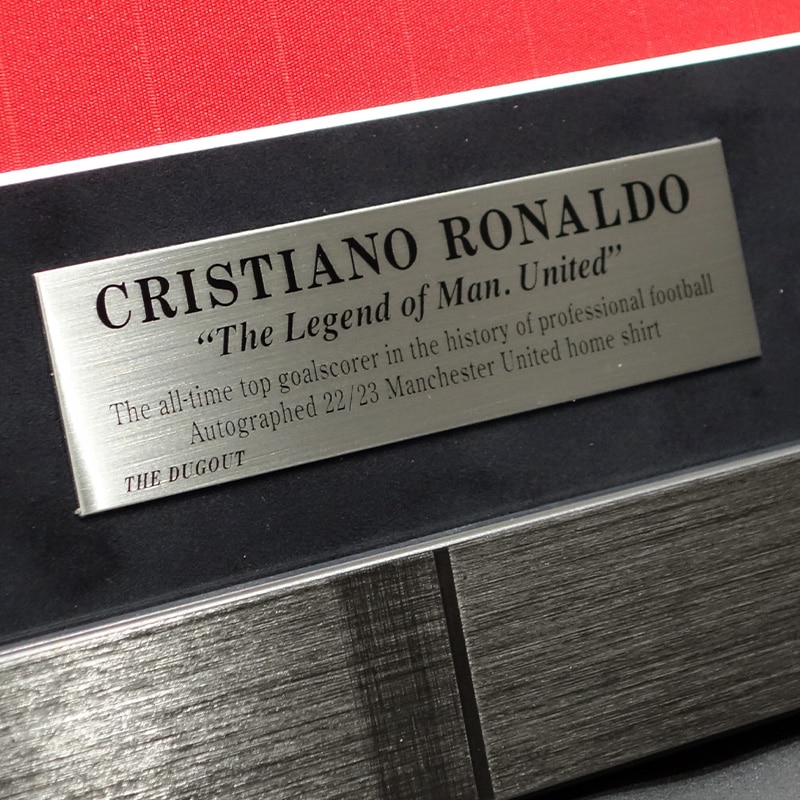 CRISTIANO RONALDO
“The Legend of Man. United”
The all-time top goalscorer in the history of professional football
Autographed 22/23 Manchester United home shirt
THE DUGOUT